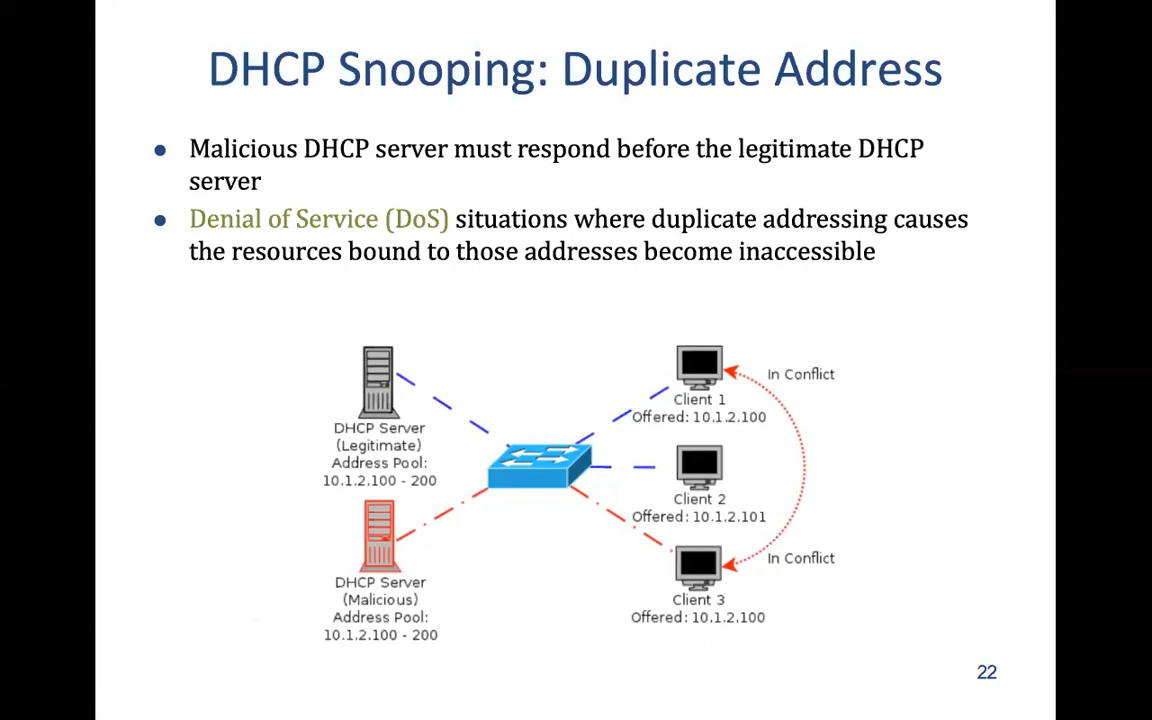 DHCP Snooping: Duplicate Address
● Malicious DHCP server must respond before the legitimate DHCP
server
● Denial of Service (DoS) situations where duplicate addressing causes
the resources bound to those addresses become inaccessible
DHCP Server
(Legitimate)
Address Pool:
10.1.2.100 - 200
DHCP Server
(Malicious)
Address Pool:
10.1.2.100 - 200
In Conflict
Client 1
Offered: 10.1.2.100
Client 2
Offered: 10.1.2.101
In Conflict
Client 3
Offered: 10.1.2.100
22